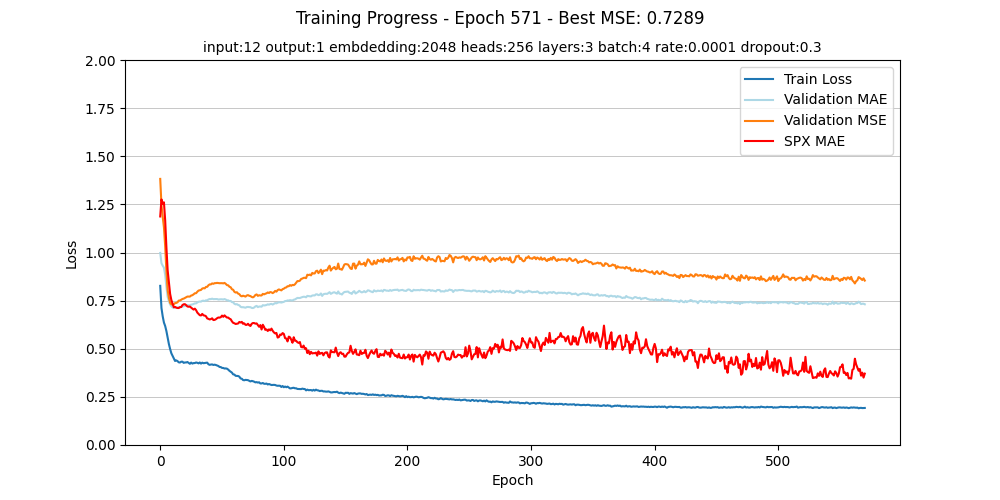 Training Progress - Epoch 571 - Best MSE: 0.7289
input:12 output:1 embdedding:2048 heads:256 layers:3 batch:4 rate:0.0001 dropout:0.3
2.00
1.75
1.50
1.25
1.00
0.75
0.50
0.25
0.00
Loss
Train Loss
Validation MAE
Validation MSE
SPX MAE
0 100 200 300 400 500
Epoch